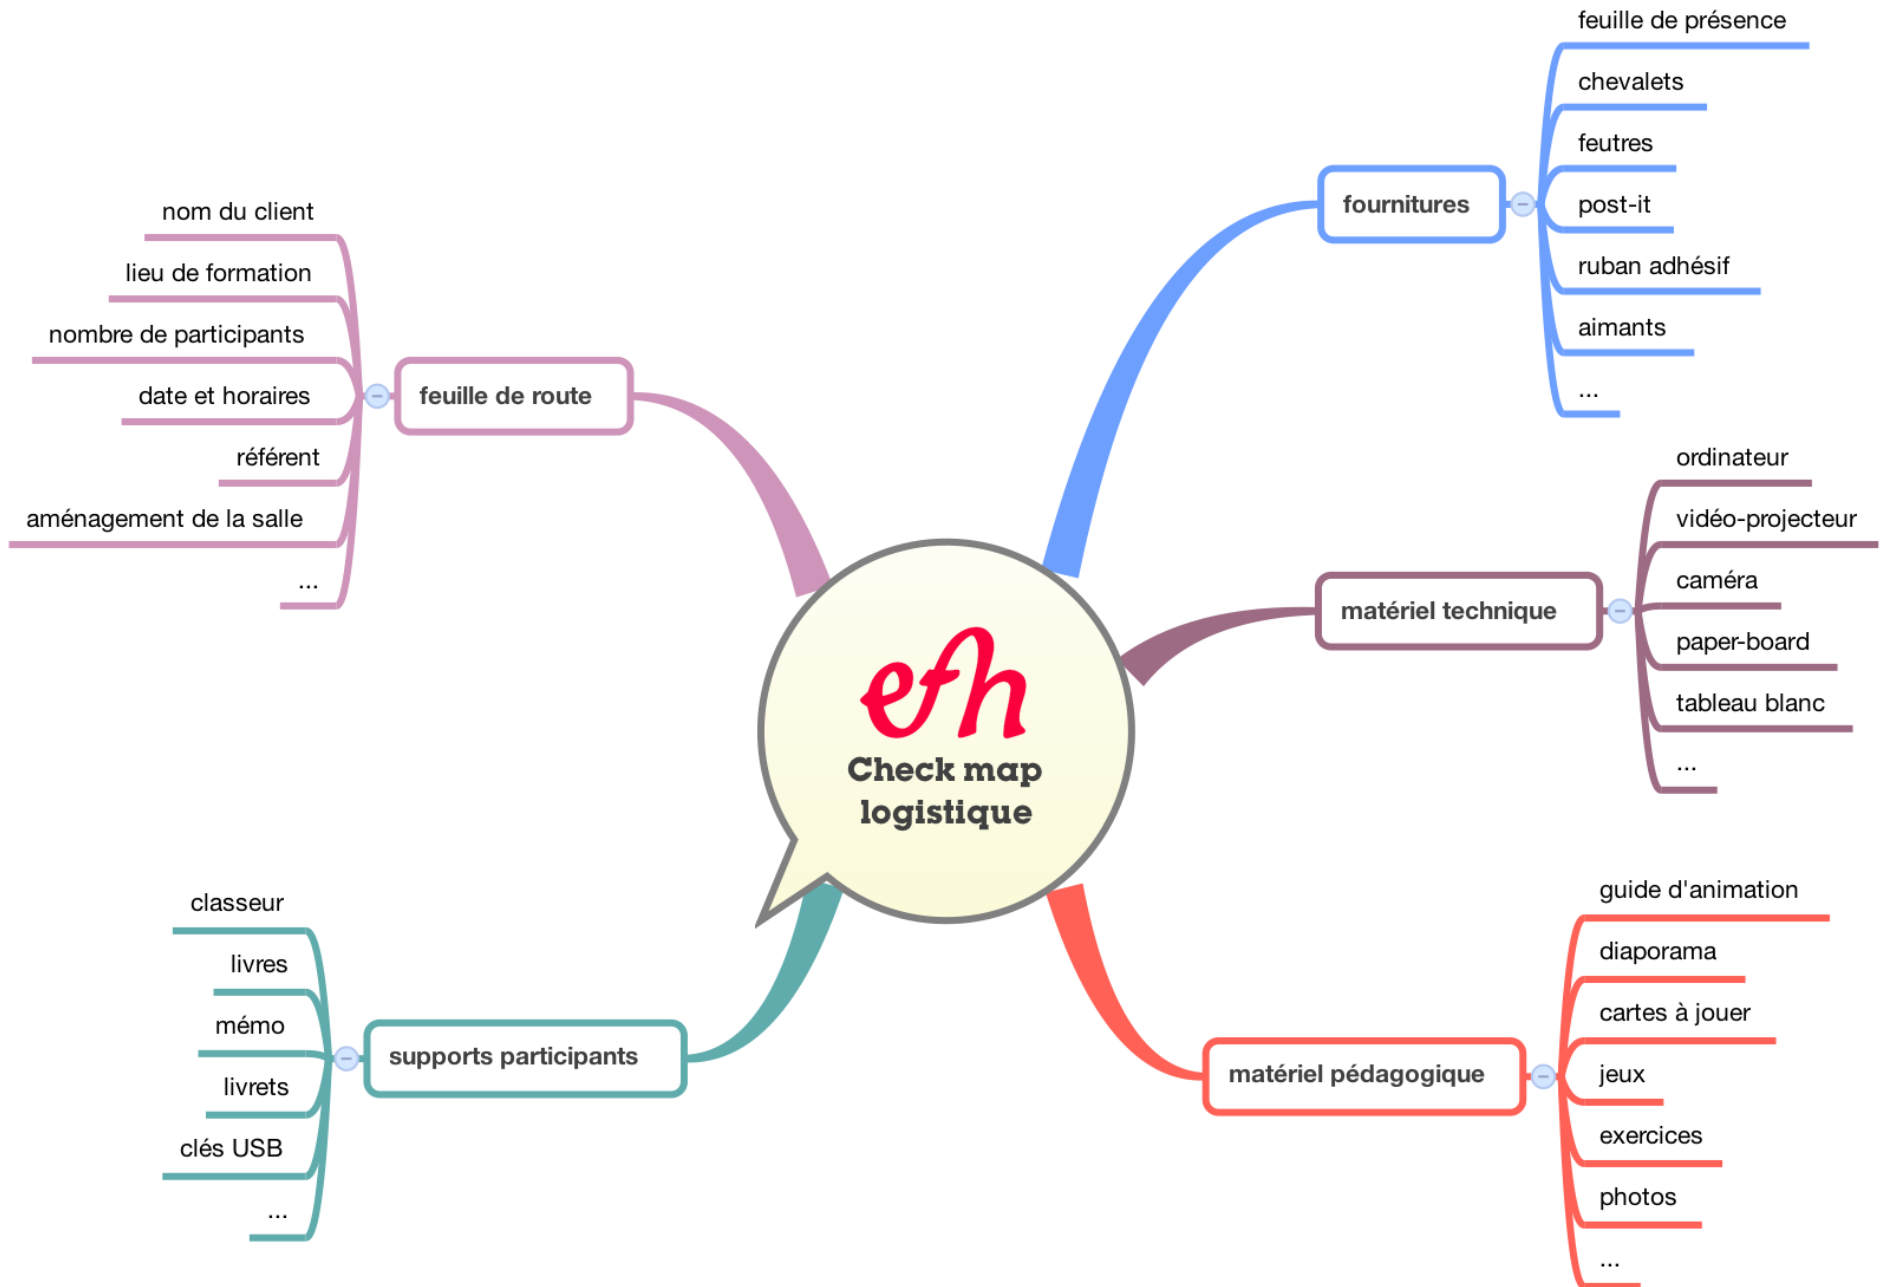 efh
Check map
logistique
fournitures
feuille de présence
chevalets
feutres
post-it
ruban adhésif
aimants
...
matériel technique
ordinateur
vidéo-projecteur
caméra
paper-board
tableau blanc
...
matériel pédagogique
guide d'animation
diaporama
cartes à jouer
jeux
exercices
photos
...
supports participants
classeur
livres
mémo
livrets
clés USB
...
feuille de route
nom du client
lieu de formation
nombre de participants
date et horaires
référent
aménagement de la salle
...